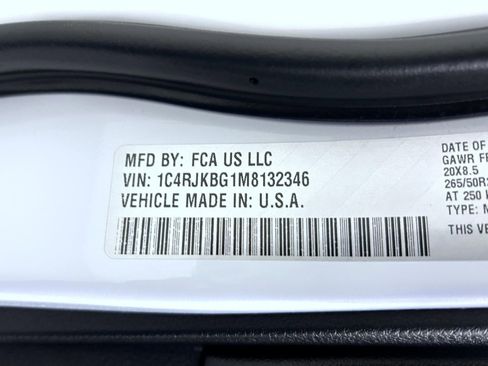 MFD BY: FCA US LLC
VIN: 1C4RJKBG1M8132346
VEHICLE MADE IN: U.S.A.
DATE OF
GAWR FR
20X8.5
265/50R2
AT 250 k
TYPE: M
THIS VE